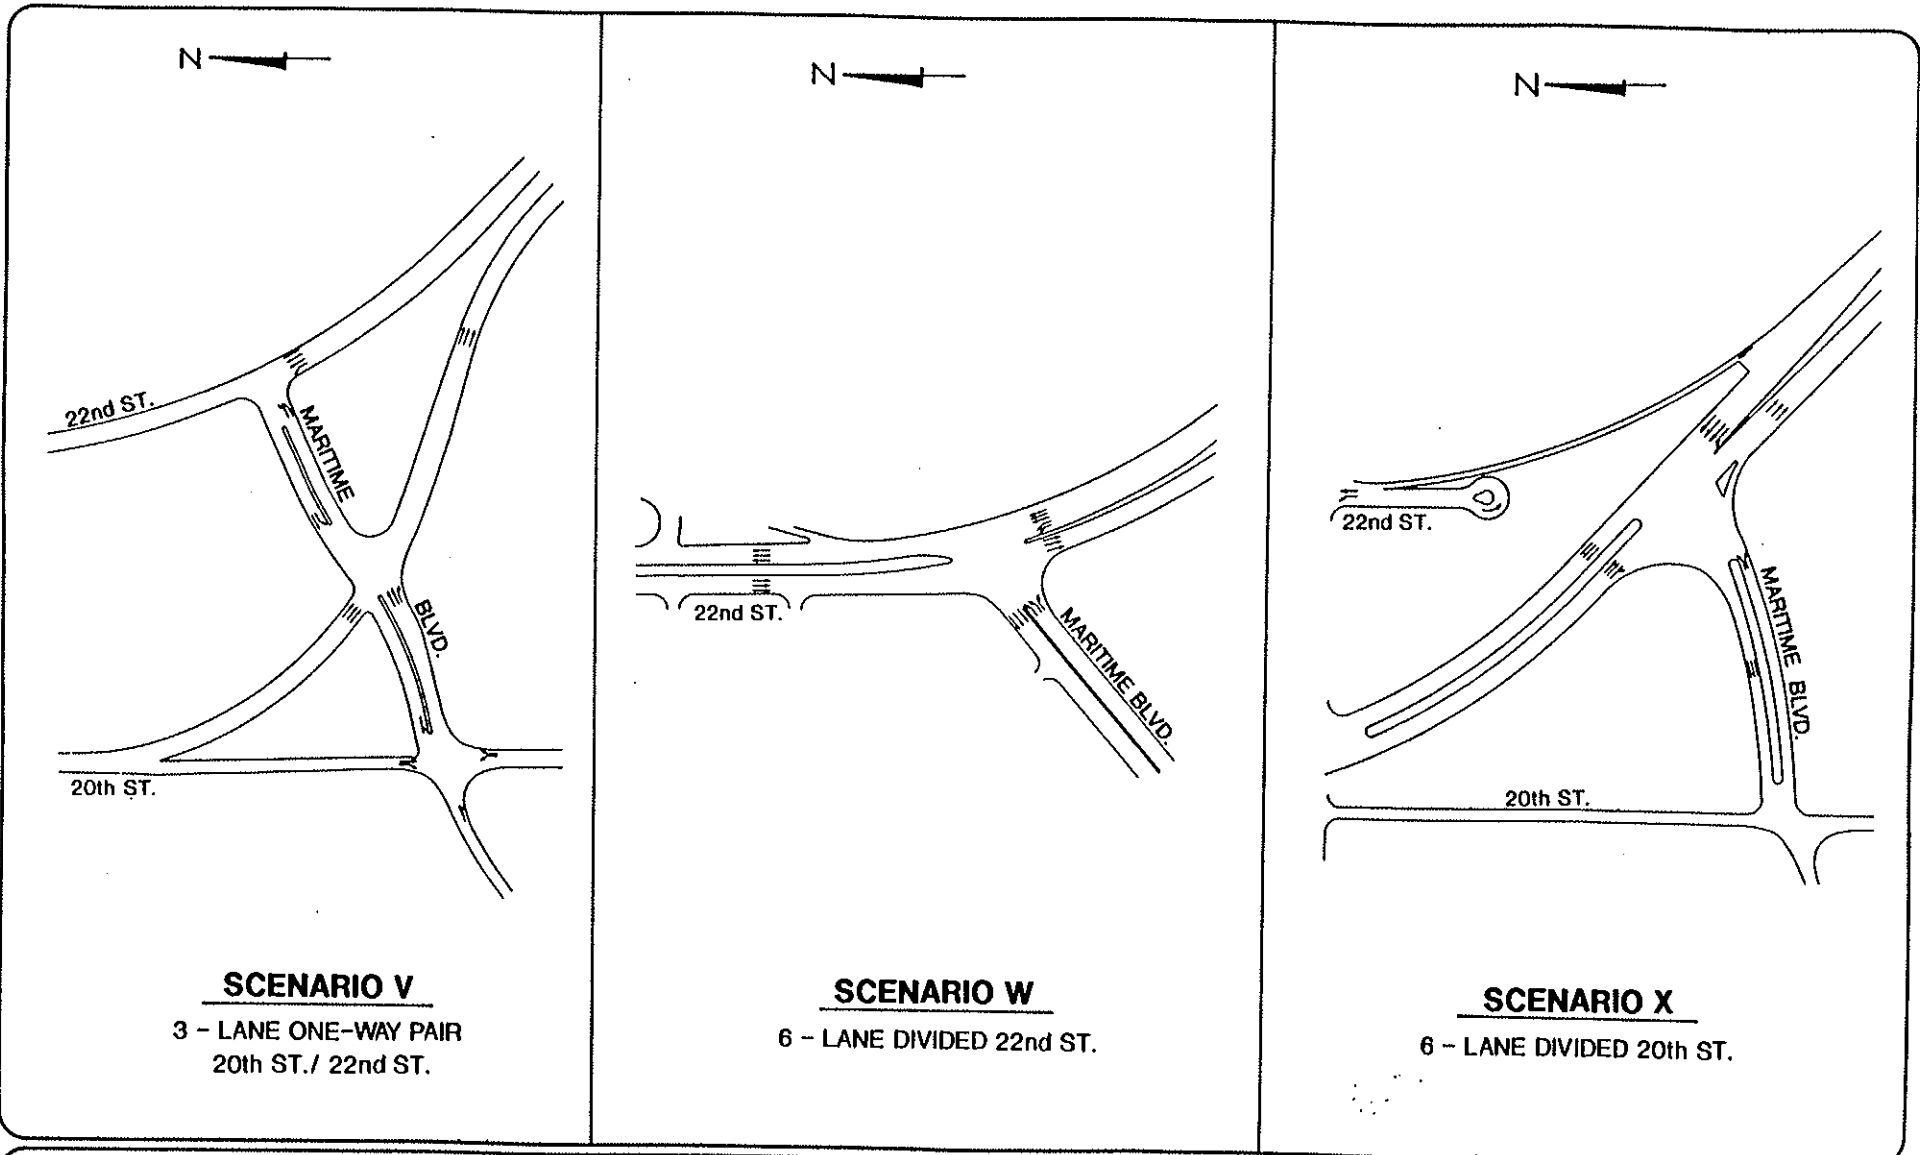 N
22nd ST.
MARITIME
BLVD.
20th ST.
SCENARIO V
3 - LANE ONE-WAY PAIR
20th ST./ 22nd ST.
N
22nd ST.
MARITIME BLVD.
SCENARIO W
6 - LANE DIVIDED 22nd ST.
N
22nd ST.
MARITIME BLVD.
20th ST.
SCENARIO X
6 - LANE DIVIDED 20th ST.